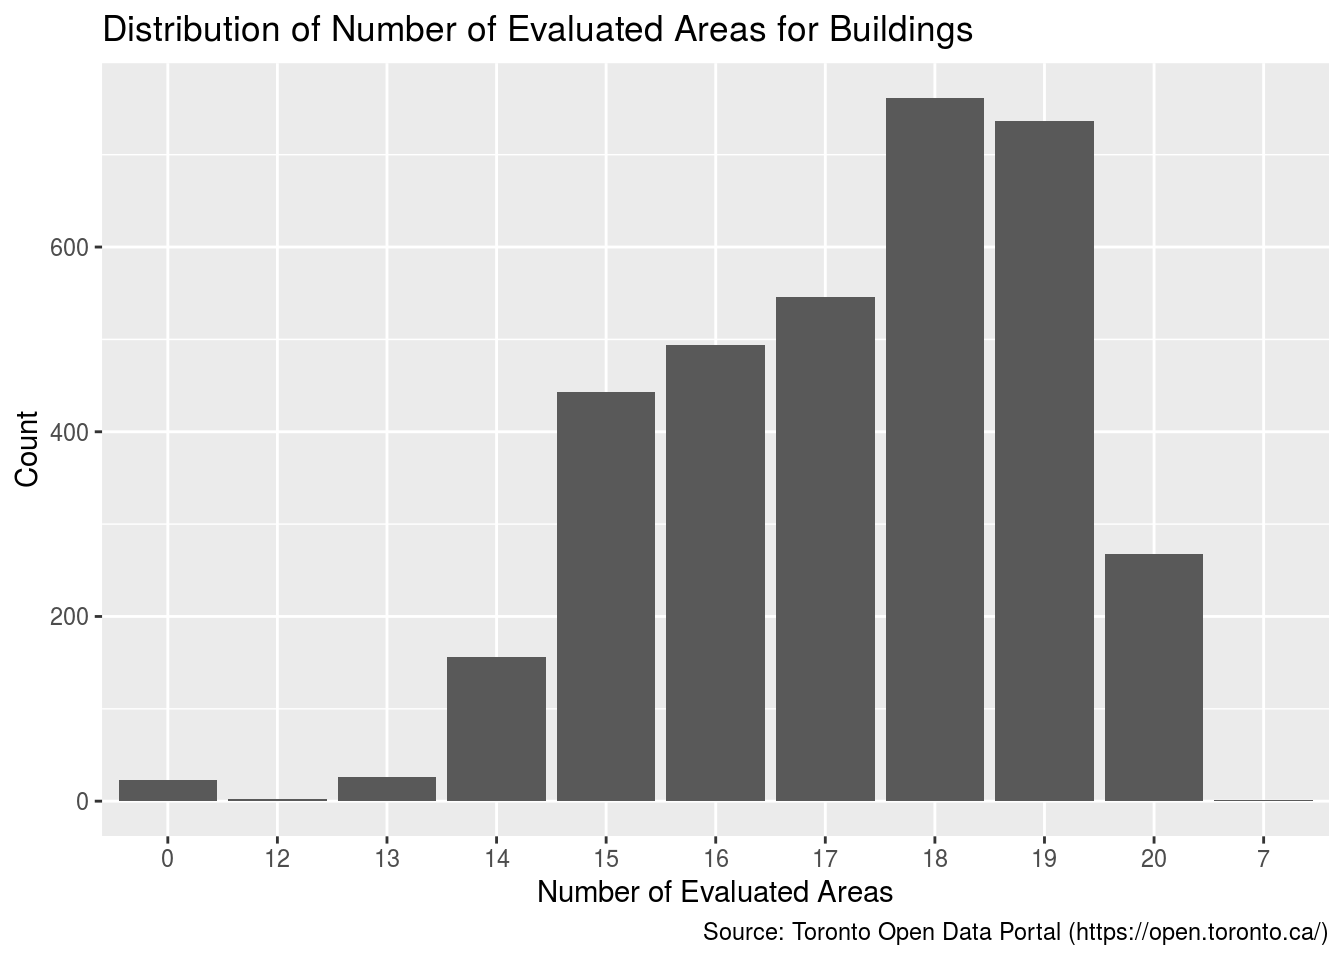 Distribution of Number of Evaluated Areas for Buildings
Count
600
400
200
0
0 12 13 14 15 16 17 18 19 20 7
Number of Evaluated Areas
Source: Toronto Open Data Portal (https://open.toronto.ca/)